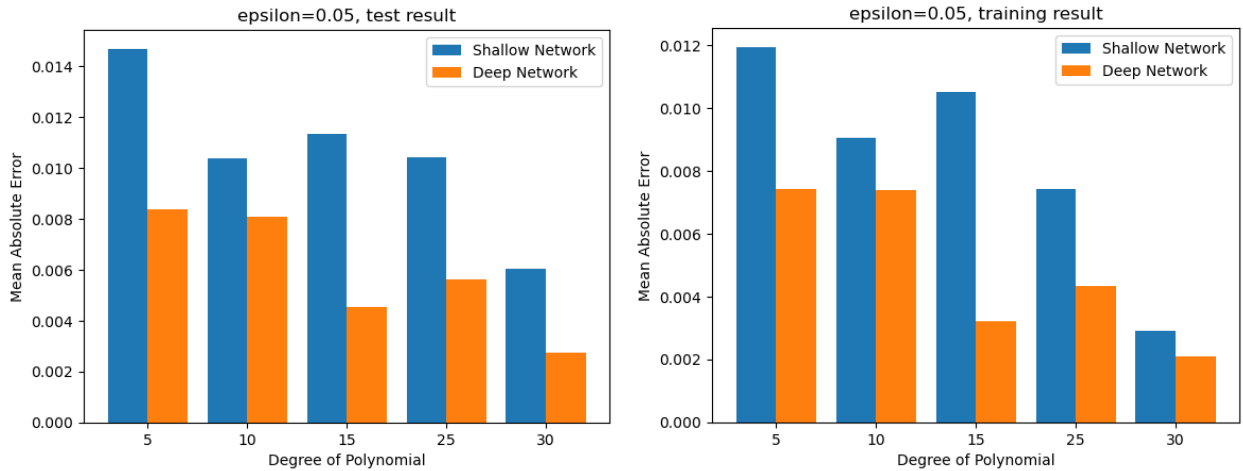 epsilon=0.05, test result
Mean Absolute Error
0.014
0.012
0.010
0.008
0.006
0.004
0.002
0.000
Shallow Network
Deep Network
5 10 15 25 30
Degree of Polynomial
epsilon=0.05, training result
Mean Absolute Error
0.012
0.010
0.008
0.006
0.004
0.002
0.000
Shallow Network
Deep Network
5 10 15 25 30
Degree of Polynomial